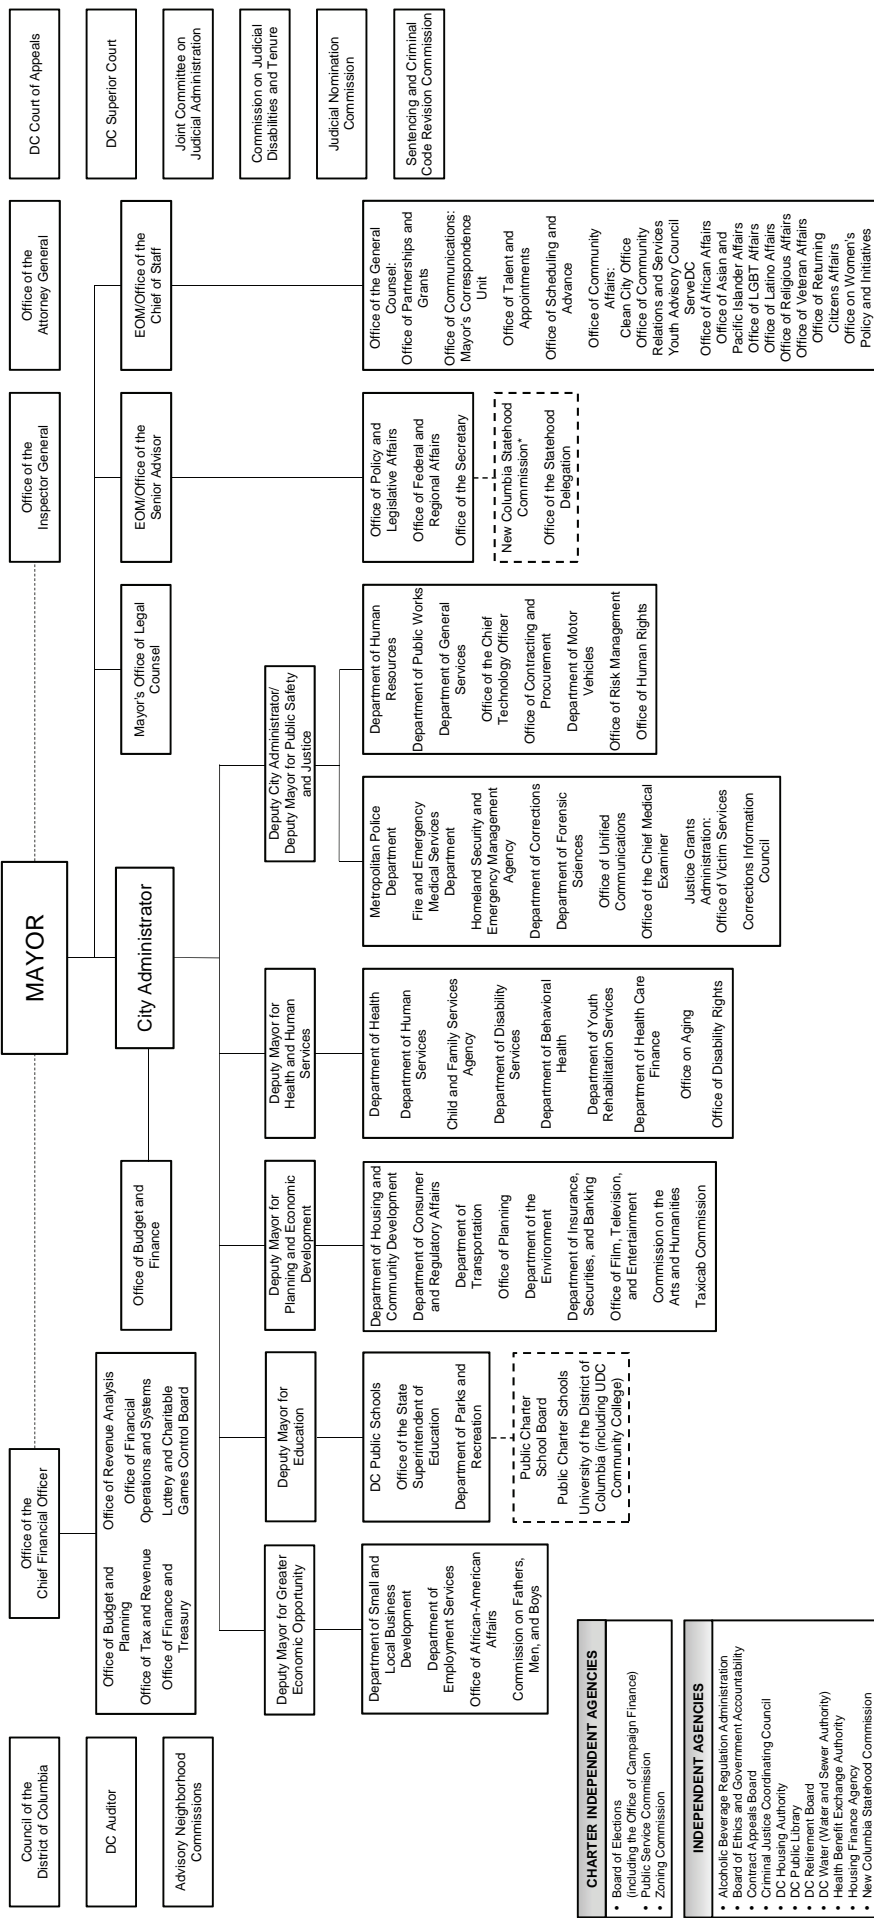 Council of the
District of Columbia
DC Auditor
Advisory Neighborhood
Commissions
Office of the
Chief Financial Officer
Office of Budget and
Planning
Office of Tax and Revenue
Office of Finance and
Treasury
Office of Revenue Analysis
Office of Financial
Operations and Systems
Lottery and Charitable
Games Control Board
MAYOR
Office of the
Inspector General
Office of the
Attorney General
DC Court of Appeals
DC Superior Court
Joint Committee on
Judicial Administration
Commission on Judicial
Disabilities and Tenure
Judicial Nomination
Commission
Sentencing and Criminal
Code Revision Commission
Office of Budget and
Finance
City Administrator
Mayor's Office of Legal
Counsel
EOM/Office of the
Senior Advisor
EOM/Office of the
Chief of Staff
Deputy Mayor for Greater
Economic Opportunity
Department of Small and
Local Business
Development
Department of
Employment Services
Office of African-American
Affairs
Commission on Fathers,
Men, and Boys
Deputy Mayor for
Education
DC Public Schools
Office of the State
Superintendent of
Education
Department of Parks and
Recreation
Public Charter
School Board
Public Charter Schools
University of the District of
Columbia (including UDC
Community College)
Deputy Mayor for
Planning and Economic
Development
Department of Housing and
Community Development
Department of Consumer
and Regulatory Affairs
Department of
Transportation
Office of Planning
Department of the
Environment
Department of Insurance,
Securities, and Banking
Office of Film, Television,
and Entertainment
Commission on the
Arts and Humanities
Taxicab Commission
Deputy Mayor for
Health and Human
Services
Department of Health
Department of Human
Services
Child and Family Services
Agency
Department of Disability
Services
Department of Behavioral
Health
Department of Youth
Rehabilitation Services
Department of Health Care
Finance
Office on Aging
Office of Disability Rights
Deputy City Administrator/
Deputy Mayor for Public Safety
and Justice
Metropolitan Police
Department
Fire and Emergency
Medical Services
Department
Homeland Security and
Emergency Management
Agency
Department of Corrections
Department of Forensic
Sciences
Office of Unified
Communications
Office of the Chief Medical
Examiner
Justice Grants
Administration:
Office of Victim Services
Corrections Information
Council
Department of Human
Resources
Department of Public Works
Department of General
Services
Office of the Chief
Technology Officer
Office of Contracting and
Procurement
Department of Motor
Vehicles
Office of Risk Management
Office of Human Rights
Office of Policy and
Legislative Affairs
Office of Federal and
Regional Affairs
Office of the Secretary
New Columbia Statehood
Commission*
Office of the Statehood
Delegation
Office of the General
Counsel:
Office of Partnerships and
Grants
Office of Communications:
Mayor's Correspondence
Unit
Office of Talent and
Appointments
Office of Scheduling and
Advance
Office of Community
Affairs:
Clean City Office
Office of Community
Relations and Services
Youth Advisory Council
ServeDC
Office of African Affairs
Office of Asian and
Pacific Islander Affairs
Office of LGBT Affairs
Office of Latino Affairs
Office of Religious Affairs
Office of Veteran Affairs
Office of Returning
Citizens Affairs
Office on Women's
Policy and Initiatives
CHARTER INDEPENDENT AGENCIES
• Board of Elections
(including the Office of Campaign Finance)
• Public Service Commission
• Zoning Commission
INDEPENDENT AGENCIES
• Alcoholic Beverage Regulation Administration
• Board of Ethics and Government Accountability
• Contract Appeals Board
• Criminal Justice Coordinating Council
• DC Housing Authority
• DC Public Library
• DC Retirement Board
• DC Water (Water and Sewer Authority)
• Health Benefit Exchange Authority
• Housing Finance Agency
• New Columbia Statehood Commission